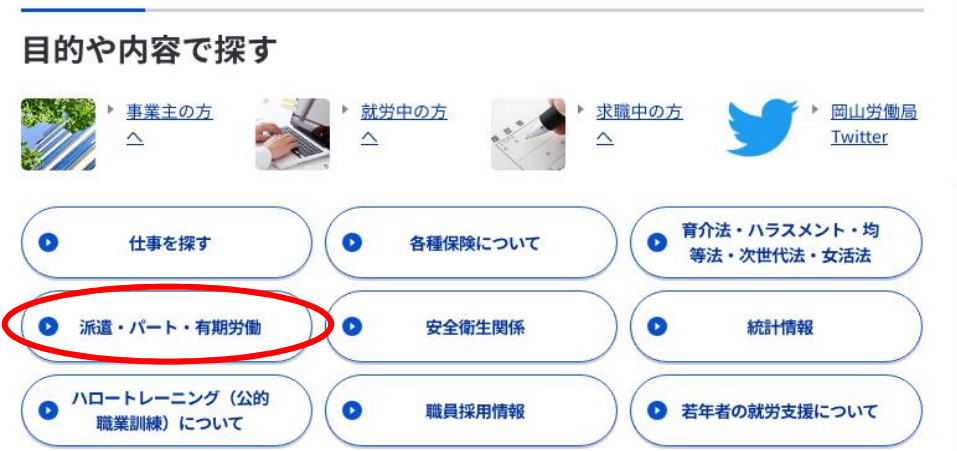 目的や内容で探す
事業主の方
へ
就労中の方
へ
求職中の方
へ
岡山労働局
Twitter
仕事を探す
各種保険について
育介法・ハラスメント・均
等法・次世代法・女活法
派遣・パート・有期労働
安全衛生関係
統計情報
ハロートレーニング（公的
職業訓練）について
職員採用情報
若年者の就労支援について